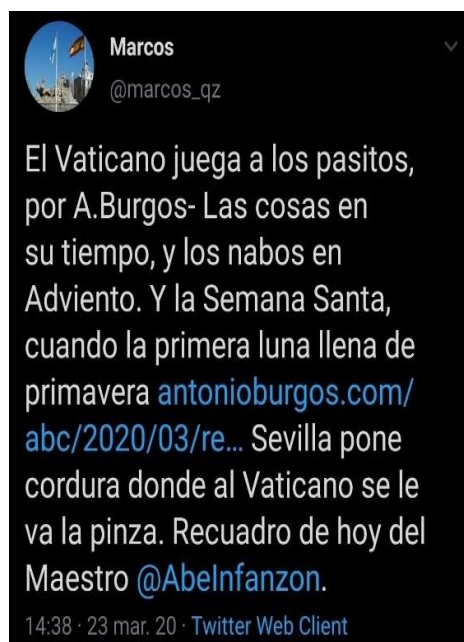 Marcos
@marcos_qz
El Vaticano juega a los pasitos,
por A.Burgos- Las cosas en
su tiempo, y los nabos en
Adviento. Y la Semana Santa,
cuando la primera luna llena de
primavera antonioburgos.com/
abc/2020/03/re... Sevilla pone
cordura donde al Vaticano se le
va la pinza. Recuadro de hoy del
Maestro @AbeInfanzon.
14:38 · 23 mar. 20 · Twitter Web Client